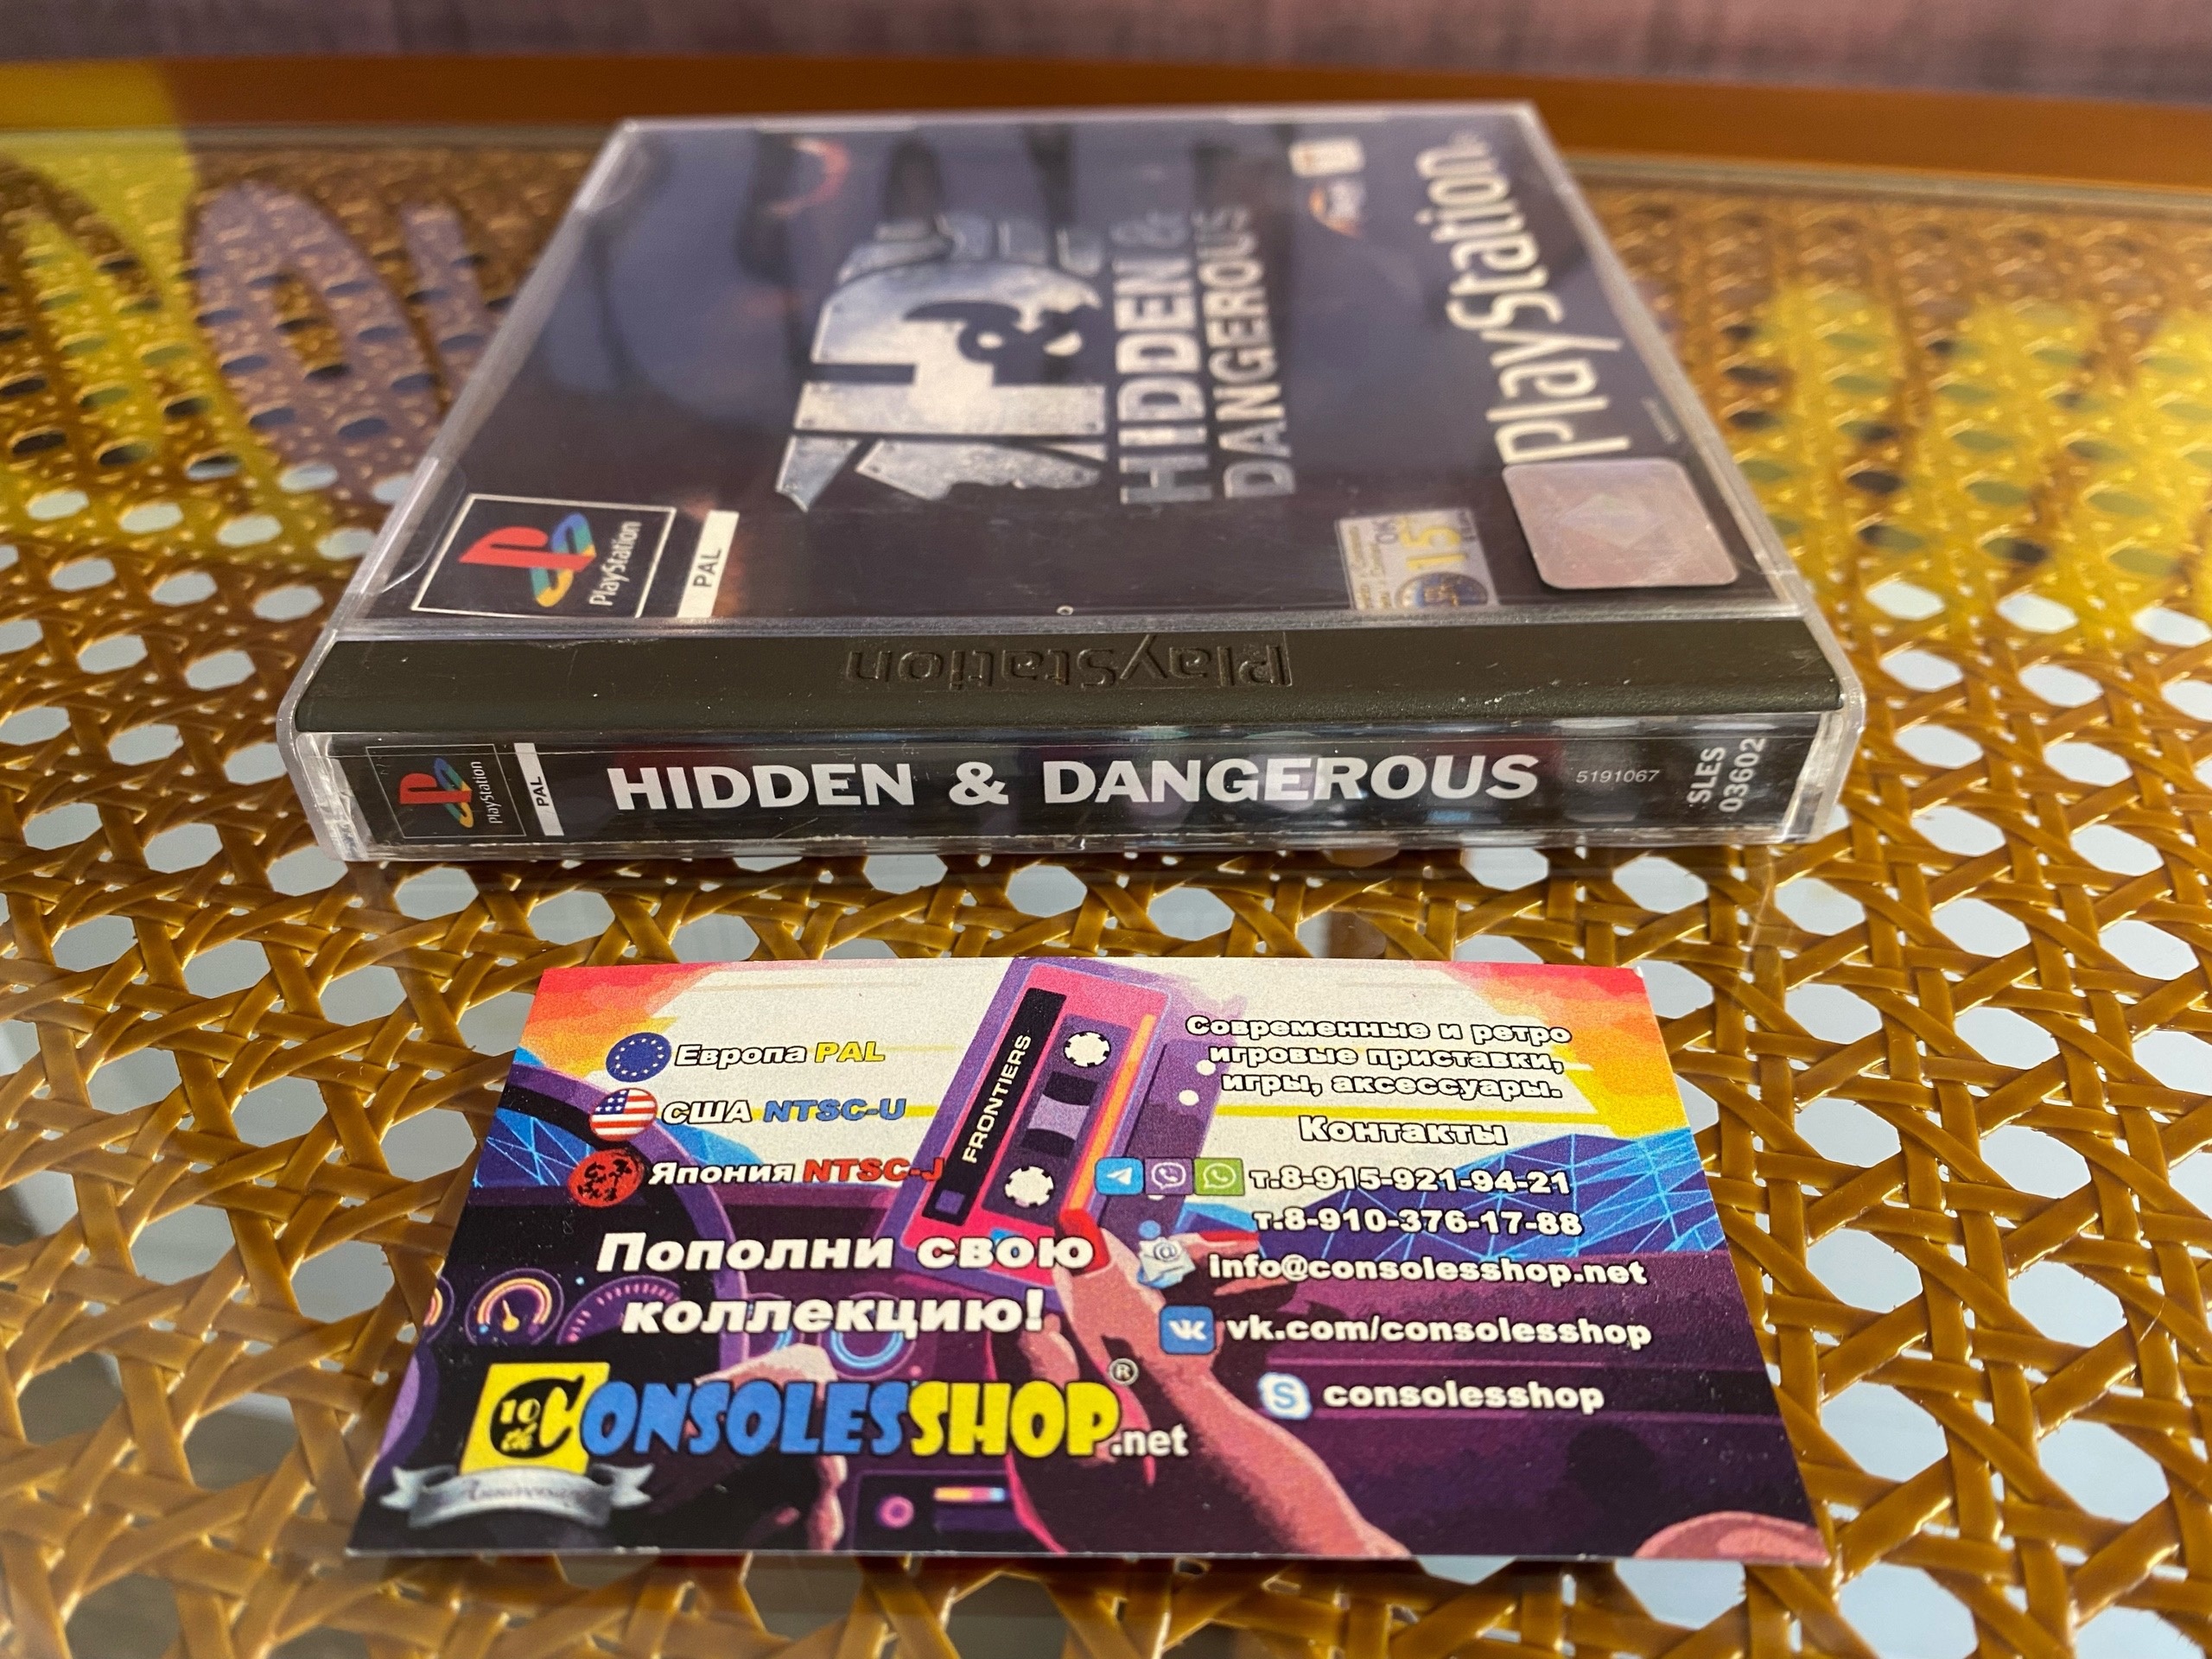 PlayStation
HIDDEN &
DANGEROUS
PlayStation
PAL
15
PlayStation
PlayStation
PAL
HIDDEN & DANGEROUS
5191067
SLES
03602
Европа PAL
США NTSC-U
Япония NTSC-J
Пополни свою
коллекцию!
10th
CONSOLESSHOP.net
®
Anniversary
FRONTIERS
Современные и ретро
игровые приставки,
игры, аксессуары.
Контакты
т.8-915-921-94-21
т.8-910-376-17-88
info@consolesshop.net
vk.com/consolesshop
consolesshop